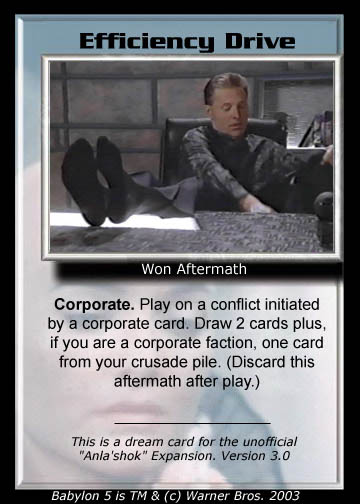 Efficiency Drive
Won Aftermath
Corporate. Play on a conflict initiated
by a corporate card. Draw 2 cards plus,
if you are a corporate faction, one card
from your crusade pile. (Discard this
aftermath after play.)
This is a dream card for the unofficial
"Anla'shok" Expansion. Version 3.0
Babylon 5 is TM & (c) Warner Bros. 2003